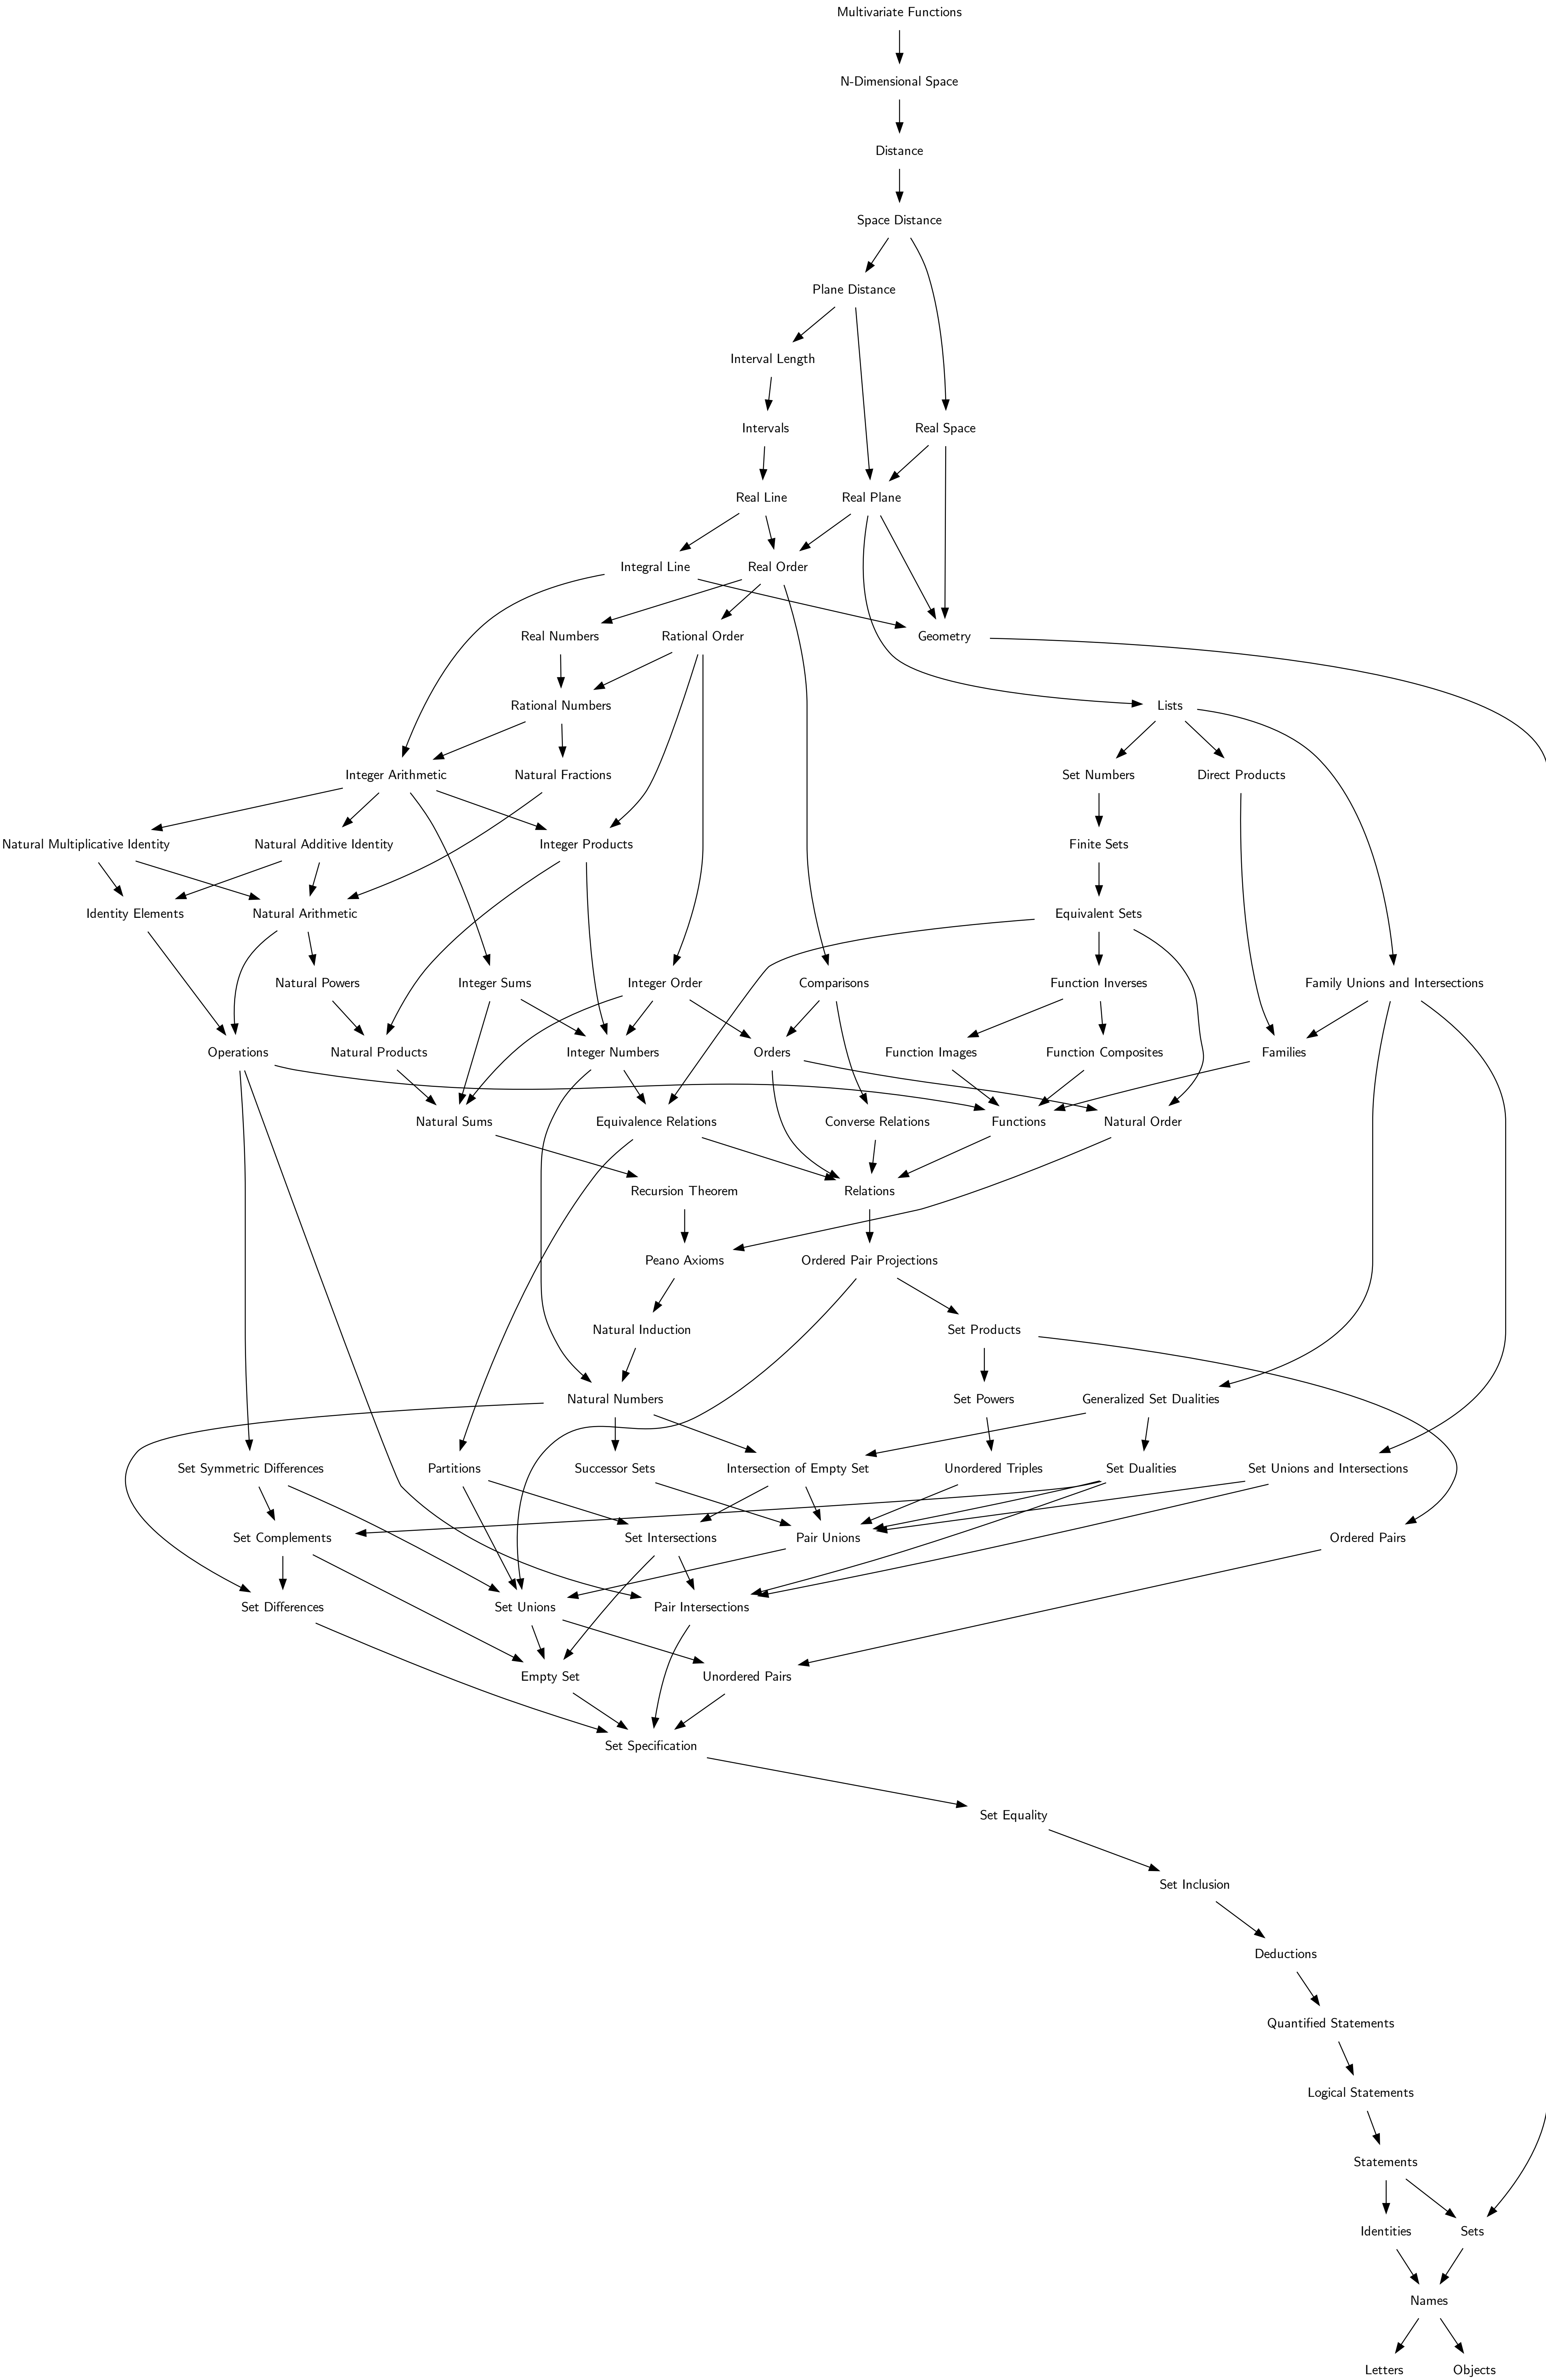 Multivariate Functions
N-Dimensional Space
Distance
Space Distance
Plane Distance
Interval Length
Intervals
Real Space
Real Line
Real Plane
Integral Line
Real Order
Real Numbers
Rational Order
Geometry
Rational Numbers
Lists
Integer Arithmetic
Natural Fractions
Set Numbers
Direct Products
Natural Multiplicative Identity
Natural Additive Identity
Integer Products
Finite Sets
Identity Elements
Natural Arithmetic
Equivalent Sets
Natural Powers
Integer Sums
Integer Order
Comparisons
Function Inverses
Family Unions and Intersections
Operations
Natural Products
Integer Numbers
Orders
Function Images
Function Composites
Families
Natural Sums
Equivalence Relations
Converse Relations
Functions
Natural Order
Recursion Theorem
Relations
Peano Axioms
Ordered Pair Projections
Natural Induction
Set Products
Natural Numbers
Set Powers
Generalized Set Dualities
Set Symmetric Differences
Partitions
Successor Sets
Intersection of Empty Set
Unordered Triples
Set Dualities
Set Unions and Intersections
Set Complements
Set Intersections
Pair Unions
Ordered Pairs
Set Differences
Set Unions
Pair Intersections
Empty Set
Unordered Pairs
Set Specification
Set Equality
Set Inclusion
Deductions
Quantified Statements
Logical Statements
Statements
Identities
Sets
Names
Letters
Objects